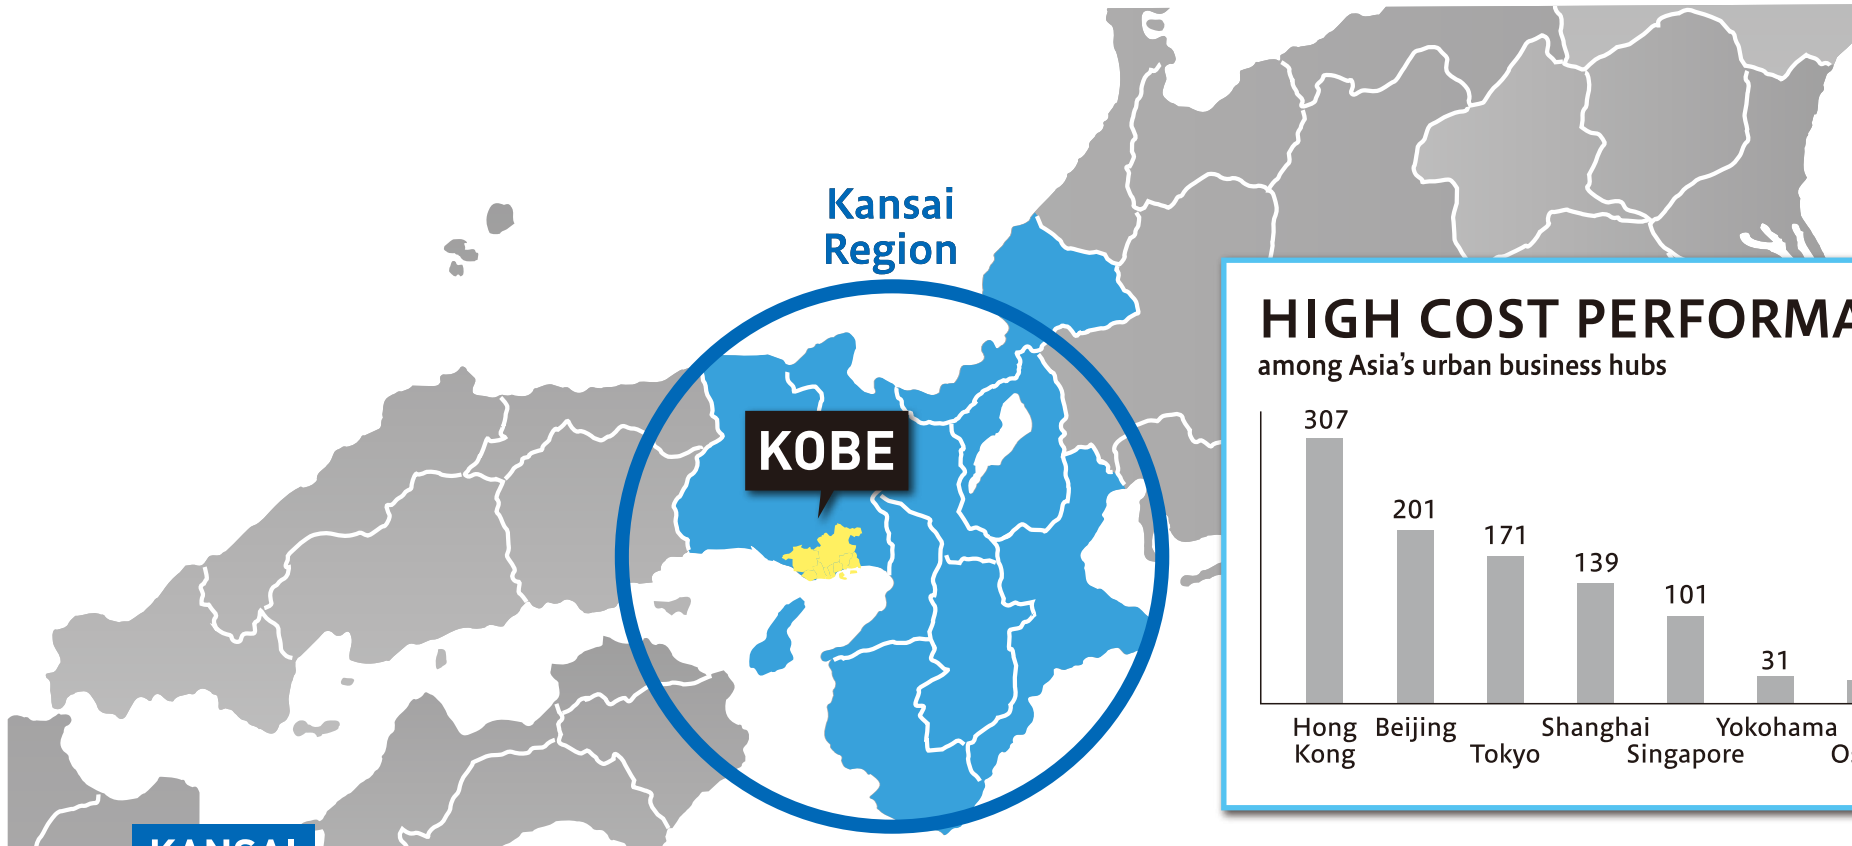 Kansai
Region
KOBE
HIGH COST PERFORMA
among Asia's urban business hubs
307
201
171
139
101
31
Hong
Kong
Beijing
Tokyo
Shanghai
Singapore
Yokohama
KANSAI